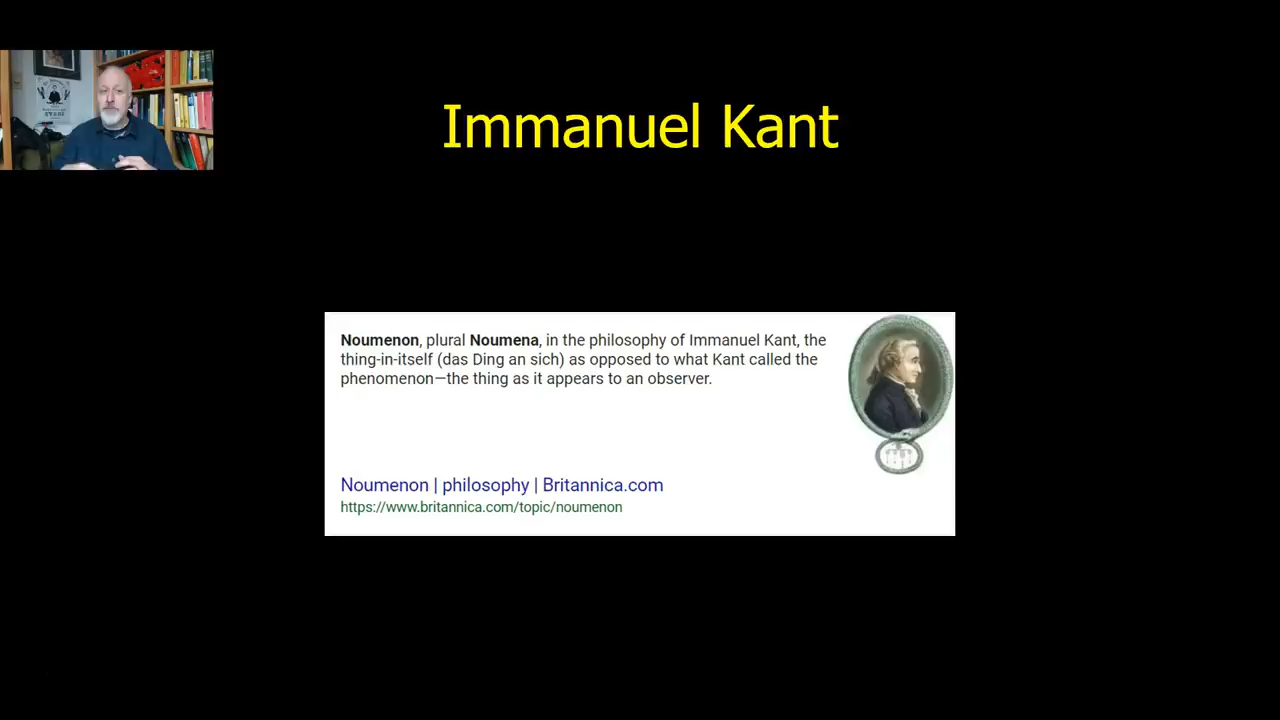 Immanuel Kant
Noumenon, plural Noumena, in the philosophy of Immanuel Kant, the
thing-in-itself (das Ding an sich) as opposed to what Kant called the
phenomenon—the thing as it appears to an observer.
Noumenon | philosophy | Britannica.com
https://www.britannica.com/topic/noumenon